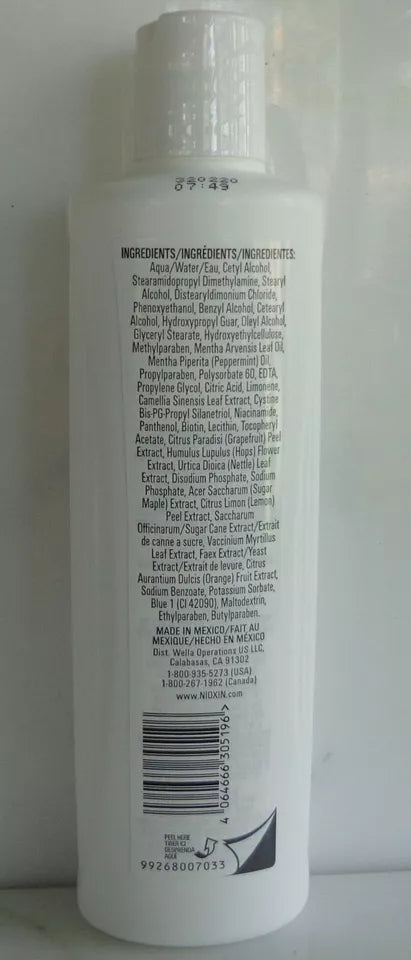 320220
07:49
INGREDIENTS/INGRÉDIENTS/INGREDIENTES:
Aqua/Water/Eau, Cetyl Alcohol,
Stearamidopropyl Dimethylamine, Stearyl
Alcohol, Distearyldimonium Chloride,
Phenoxyethanol, Benzyl Alcohol, Cetearyl
Alcohol, Hydroxypropyl Guar, Oleyl Alcohol,
Glyceryl Stearate, Hydroxyethylcellulose,
Methylparaben, Mentha Arvensis Leaf Oil,
Mentha Piperita (Peppermint) Oil,
Propylparaben, Polysorbate 60, EDTA,
Propylene Glycol, Citric Acid, Limonene,
Camellia Sinensis Leaf Extract, Cystine
Bis-PG-Propyl Silanetriol, Niacinamide,
Panthenol, Biotin, Lecithin, Tocopheryl
Acetate, Citrus Paradisi (Grapefruit) Peel
Extract, Humulus Lupulus (Hops) Flower
Extract, Urtica Dioica (Nettle) Leaf
Extract, Disodium Phosphate, Sodium
Phosphate, Acer Saccharum (Sugar
Maple) Extract, Citrus Limon (Lemon)
Peel Extract, Saccharum
Officinarum/Sugar Cane Extract/Extrait
de canne a sucre, Vaccinium Myrtillus
Leaf Extract, Faex Extract/Yeast
Extract/Extrait de levure, Citrus
Aurantium Dulcis (Orange) Fruit Extract,
Sodium Benzoate, Potassium Sorbate,
Blue 1 (CI 42090), Maltodextrin,
Ethylparaben, Butylparaben.
MADE IN MEXICO/FAIT AU
MEXIQUE/HECHO EN MÉXICO
Dist. Wella Operations US LLC,
Calabasas, CA 91302
1-800-935-5273 (USA)
1-800-267-1962 (Canada)
www.NIOXIN.com
4 064666 305196>
PEEL HERE
TIRER ICI
DESPRENDA
AQUÍ
99268007033